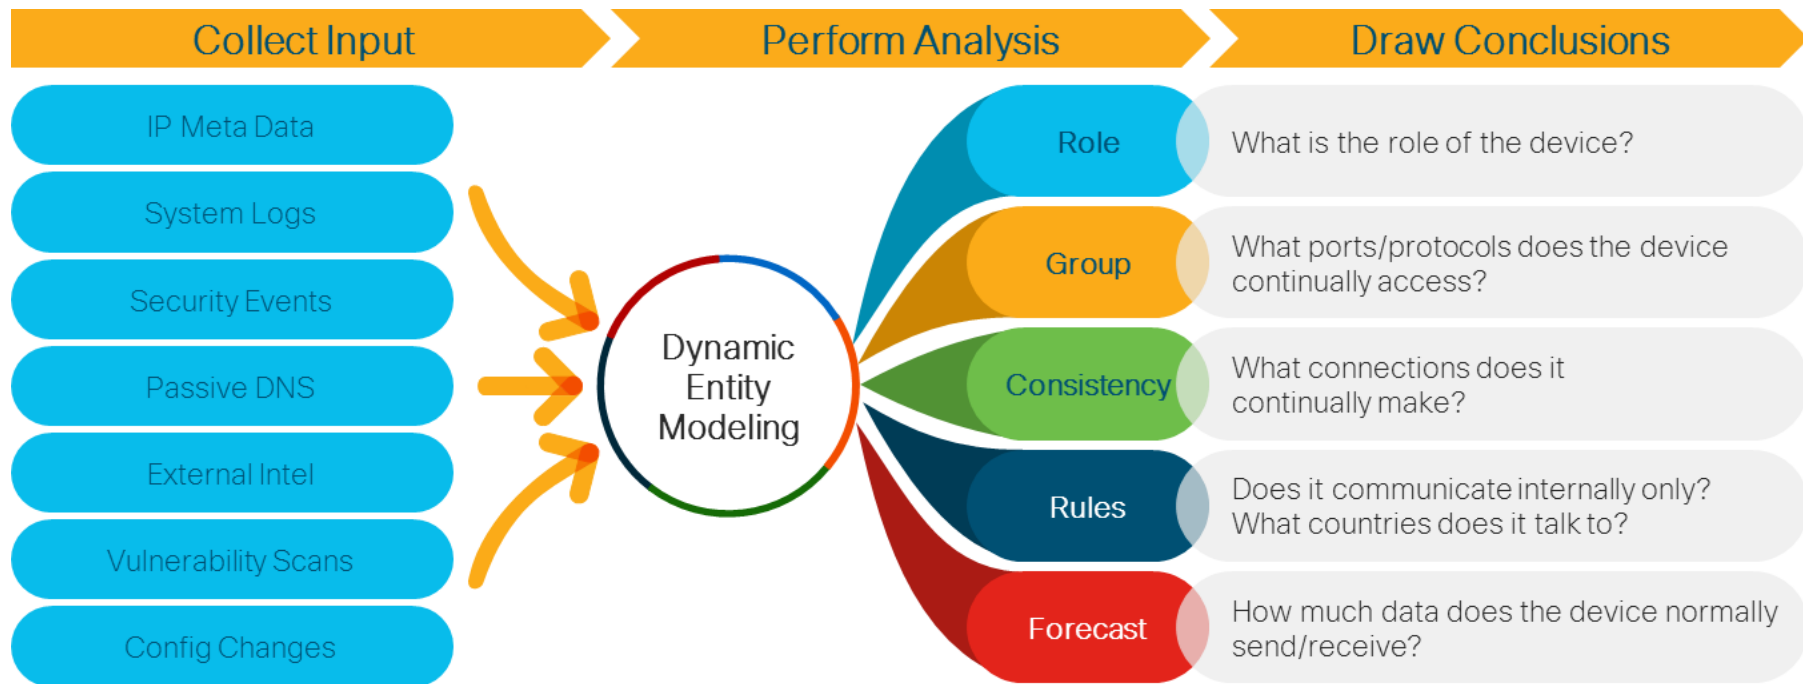 Collect Input
Perform Analysis
Draw Conclusions
IP Meta Data
System Logs
Security Events
Passive DNS
External Intel
Vulnerability Scans
Config Changes
Dynamic
Entity
Modeling
Role
What is the role of the device?
Group
What ports/protocols does the device
continually access?
Consistency
What connections does it
continually make?
Rules
Does it communicate internally only?
What countries does it talk to?
Forecast
How much data does the device normally
send/receive?